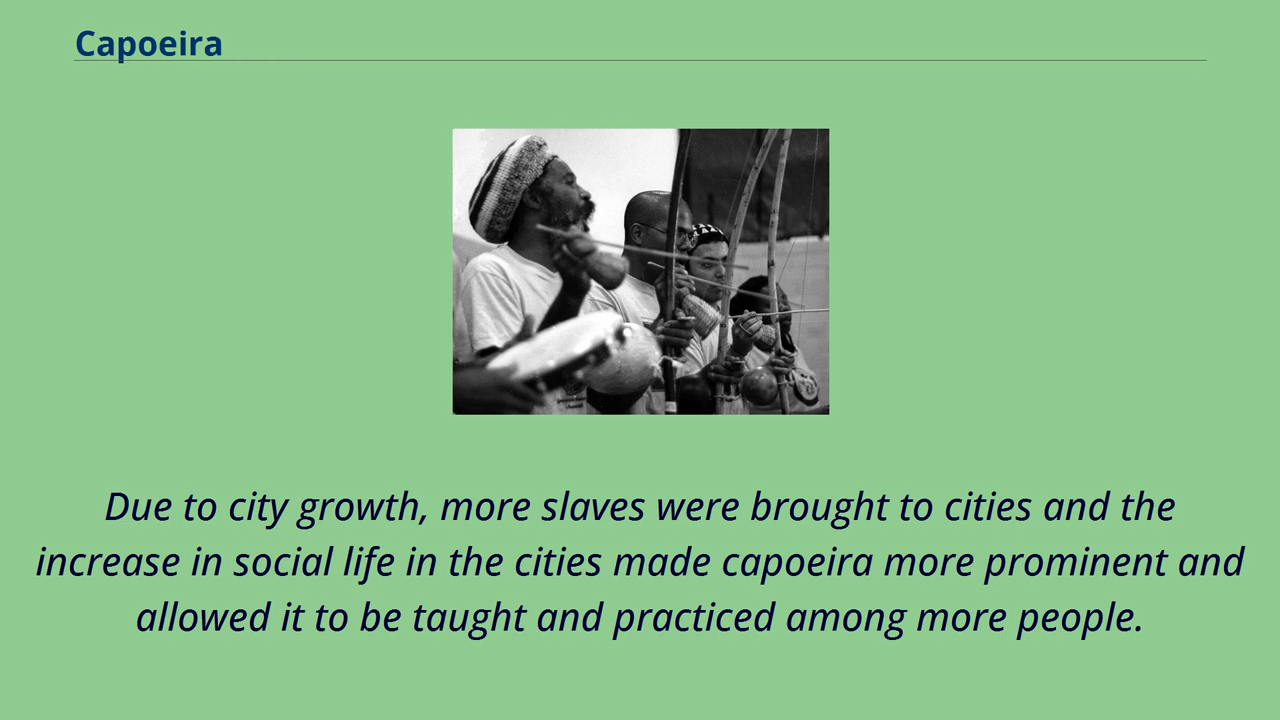 Capoeira
Due to city growth, more slaves were brought to cities and the
increase in social life in the cities made capoeira more prominent and
allowed it to be taught and practiced among more people.